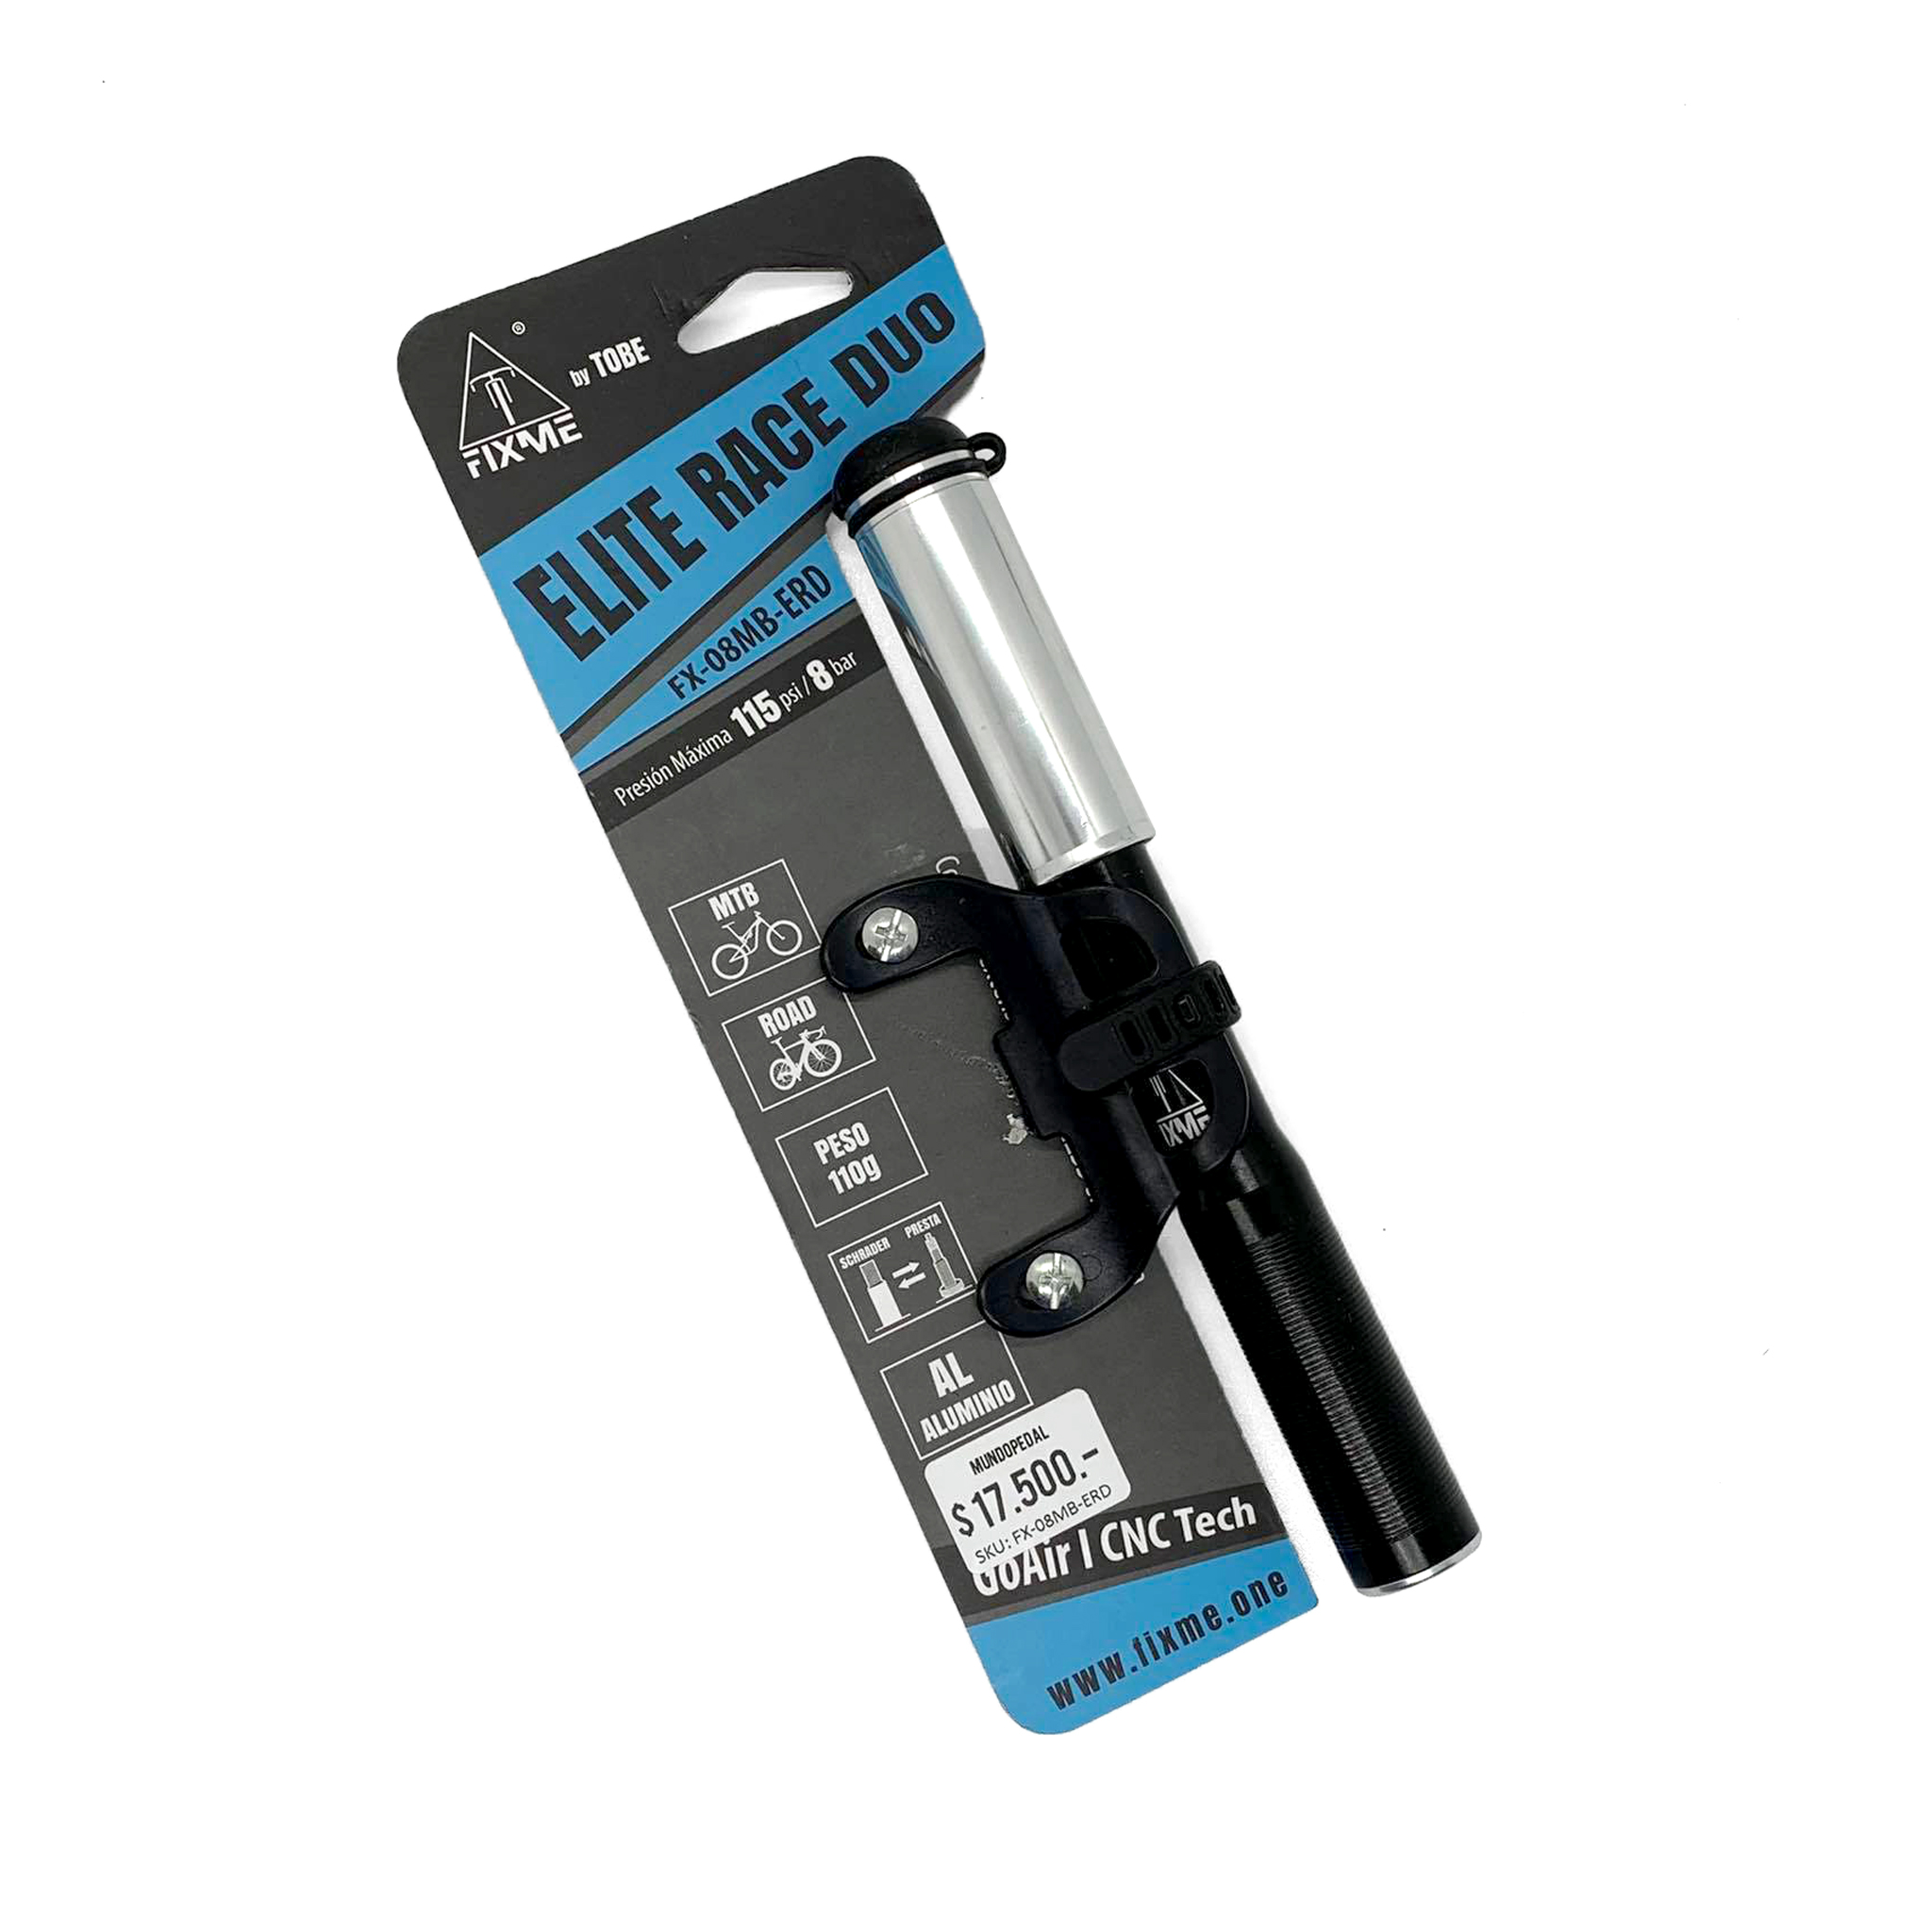 FIXME
®
by TOBE
ELITE RACE DUO
FX-08MB-ERD
Presión Máxima 115 psi / 8 bar
MTB
ROAD
PESO
110g
SCHRADER
PRESTA
AL
ALUMINIO
MUNDOPEDAL
$17.500.-
SKU: FX-08MB-ERD
GoAir | CNC Tech
www.fixme.one